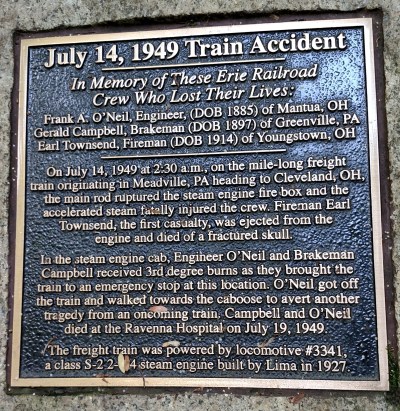 July 14, 1949 Train Accident
In Memory of These Erie Railroad
Crew Who Lost Their Lives:
Frank A. O'Neil, Engineer, (DOB 1885) of Mantua, OH
Gerald Campbell, Brakeman (DOB 1897) of Greenville, PA
Earl Townsend, Fireman (DOB 1914) of Youngstown, OH
On July 14, 1949 at 2:30 a.m., on the mile-long freight
train originating in Meadville, PA heading to Cleveland, OH,
the main rod ruptured the steam engine fire box and the
accelerated steam fatally injured the crew. Fireman Earl
Townsend, the first casualty, was ejected from the
engine and died of a fractured skull.
In the steam engine cab, Engineer O'Neil and Brakeman
Campbell received 3rd degree burns as they brought the
train to an emergency stop at this location. O'Neil got off
the train and walked towards the caboose to avert another
tragedy from an oncoming train. Campbell and O'Neil
died at the Ravenna Hospital on July 19, 1949.
The freight train was powered by locomotive #3341,
a class S-2 steam engine built by Lima in 1927.